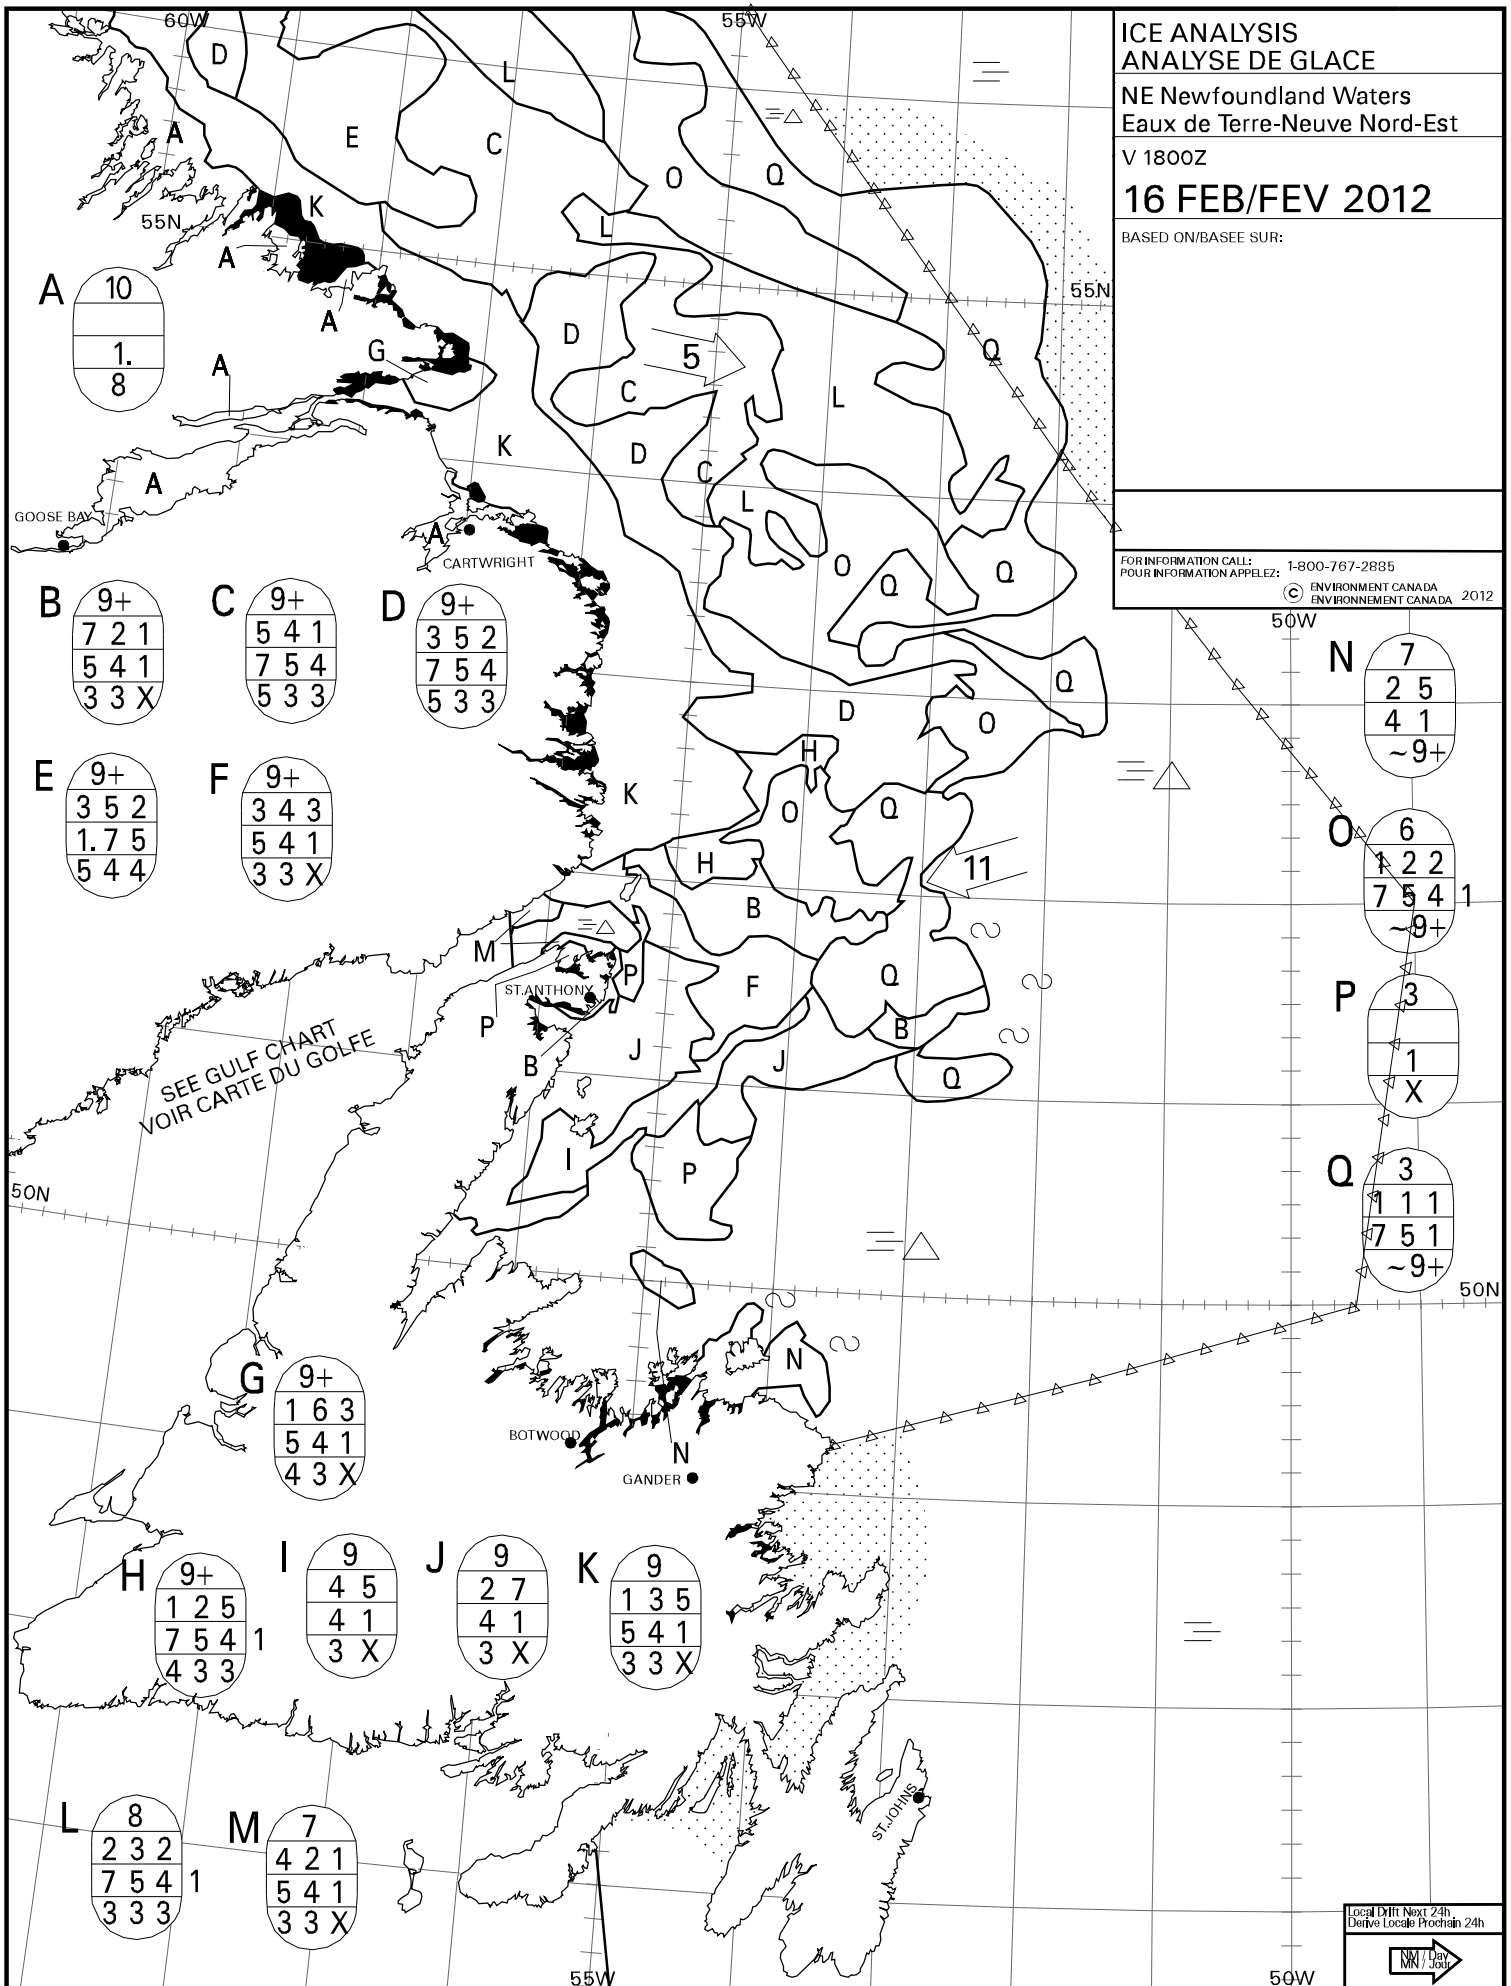 60W
55W
ICE ANALYSIS
ANALYSE DE GLACE
NE Newfoundland Waters
Eaux de Terre-Neuve Nord-Est
V 1800Z
16 FEB/FEV 2012
BASED ON/BASEE SUR:
FOR INFORMATION CALL:
POUR INFORMATION APPELEZ: 1-800-767-2885
© ENVIRONMENT CANADA
ENVIRONNEMENT CANADA 2012
D
L
A
E
C
O
Q
K
55N
L
A
A
55N
D
5
G
Q
A
C
L
K
D
C
A
L
GOOSE BAY
A
CARTWRIGHT
O
Q
Q
50W
Q
D
O
H
K
O
Q
H
11
B
M
P
Q
ST.ANTHONY
F
P
B
J
J
B
Q
SEE GULF CHART
VOIR CARTE DU GOLFE
I
P
50N
50N
N
BOTWOOD
N
GANDER
ST.JOHNS
55W
50W
A
10
1.
8
B
9+
7 2 1
5 4 1
3 3 X
C
9+
5 4 1
7 5 4
5 3 3
D
9+
3 5 2
7 5 4
5 3 3
E
9+
3 5 2
1. 7 5
5 4 4
F
9+
3 4 3
5 4 1
3 3 X
G
9+
1 6 3
5 4 1
4 3 X
H
9+
1 2 5
7 5 4 1
4 3 3
I
9
4 5
4 1
3 X
J
9
2 7
4 1
3 X
K
9
1 3 5
5 4 1
3 3 X
L
8
2 3 2
7 5 4 1
3 3 3
M
7
4 2 1
5 4 1
3 3 X
N
7
2 5
4 1
~9+
O
6
1 2 2
7 5 4 1
~9+
P
3
1
X
Q
3
1 1 1
7 5 1
~9+
Local Drift Next 24h
Derive Locale Prochain 24h
NM / Day
MN / Jour